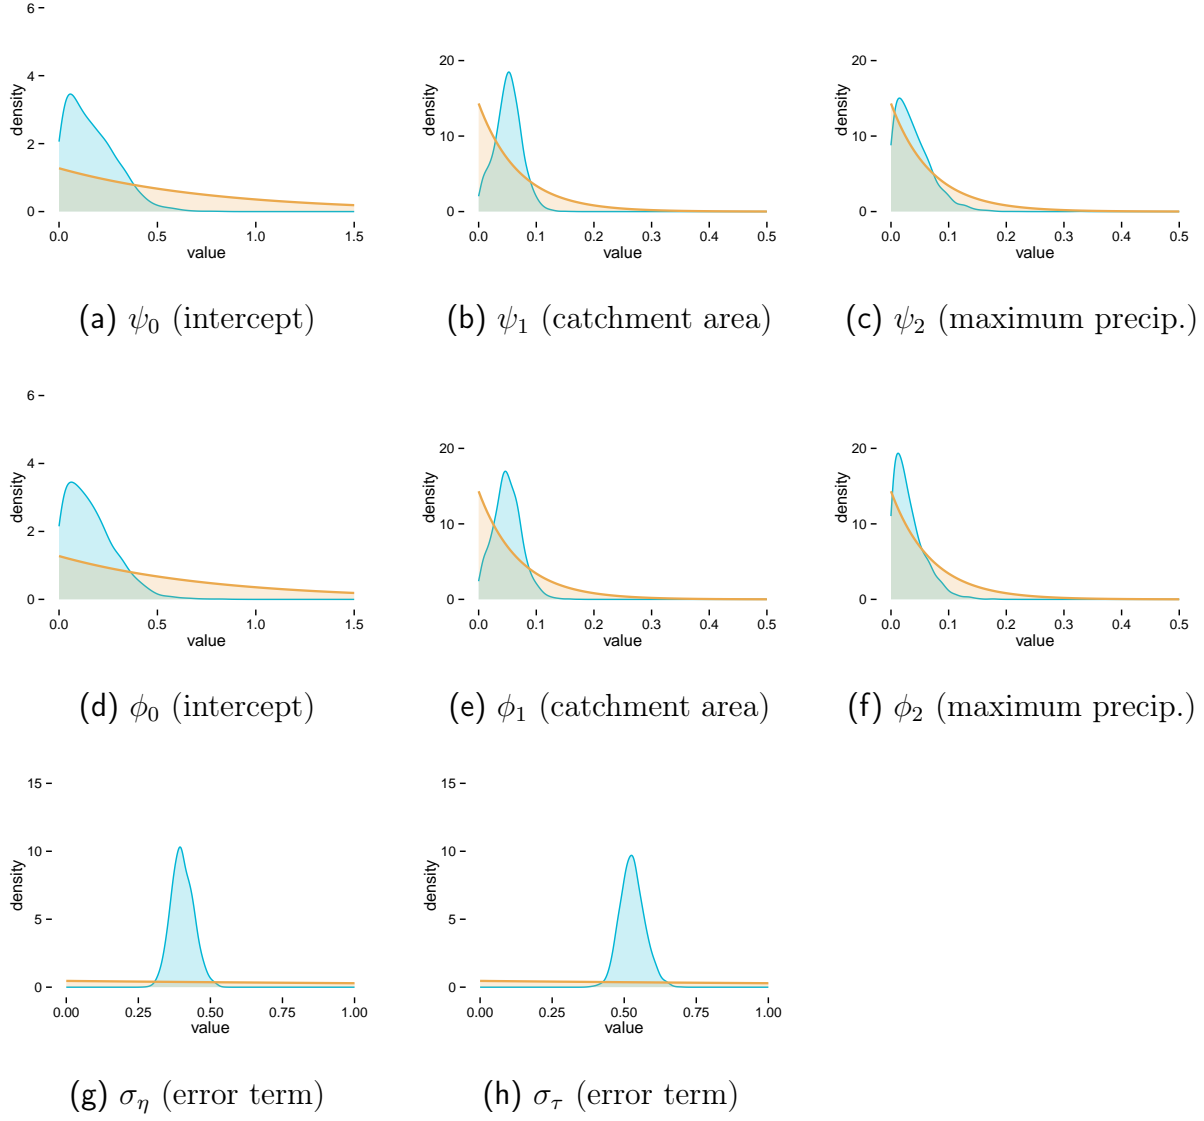 6
4
2
0
density
0.0 0.5 1.0 1.5
value
(a) ψ0 (intercept)
20
10
0
density
0.0 0.1 0.2 0.3 0.4 0.5
value
(b) ψ1 (catchment area)
20
10
0
density
0.0 0.1 0.2 0.3 0.4 0.5
value
(c) ψ2 (maximum precip.)
6
4
2
0
density
0.0 0.5 1.0 1.5
value
(d) ϕ0 (intercept)
20
10
0
density
0.0 0.1 0.2 0.3 0.4 0.5
value
(e) ϕ1 (catchment area)
20
10
0
density
0.0 0.1 0.2 0.3 0.4 0.5
value
(f) ϕ2 (maximum precip.)
15
10
5
0
density
0.00 0.25 0.50 0.75 1.00
value
(g) ση (error term)
15
10
5
0
density
0.00 0.25 0.50 0.75 1.00
value
(h) στ (error term)